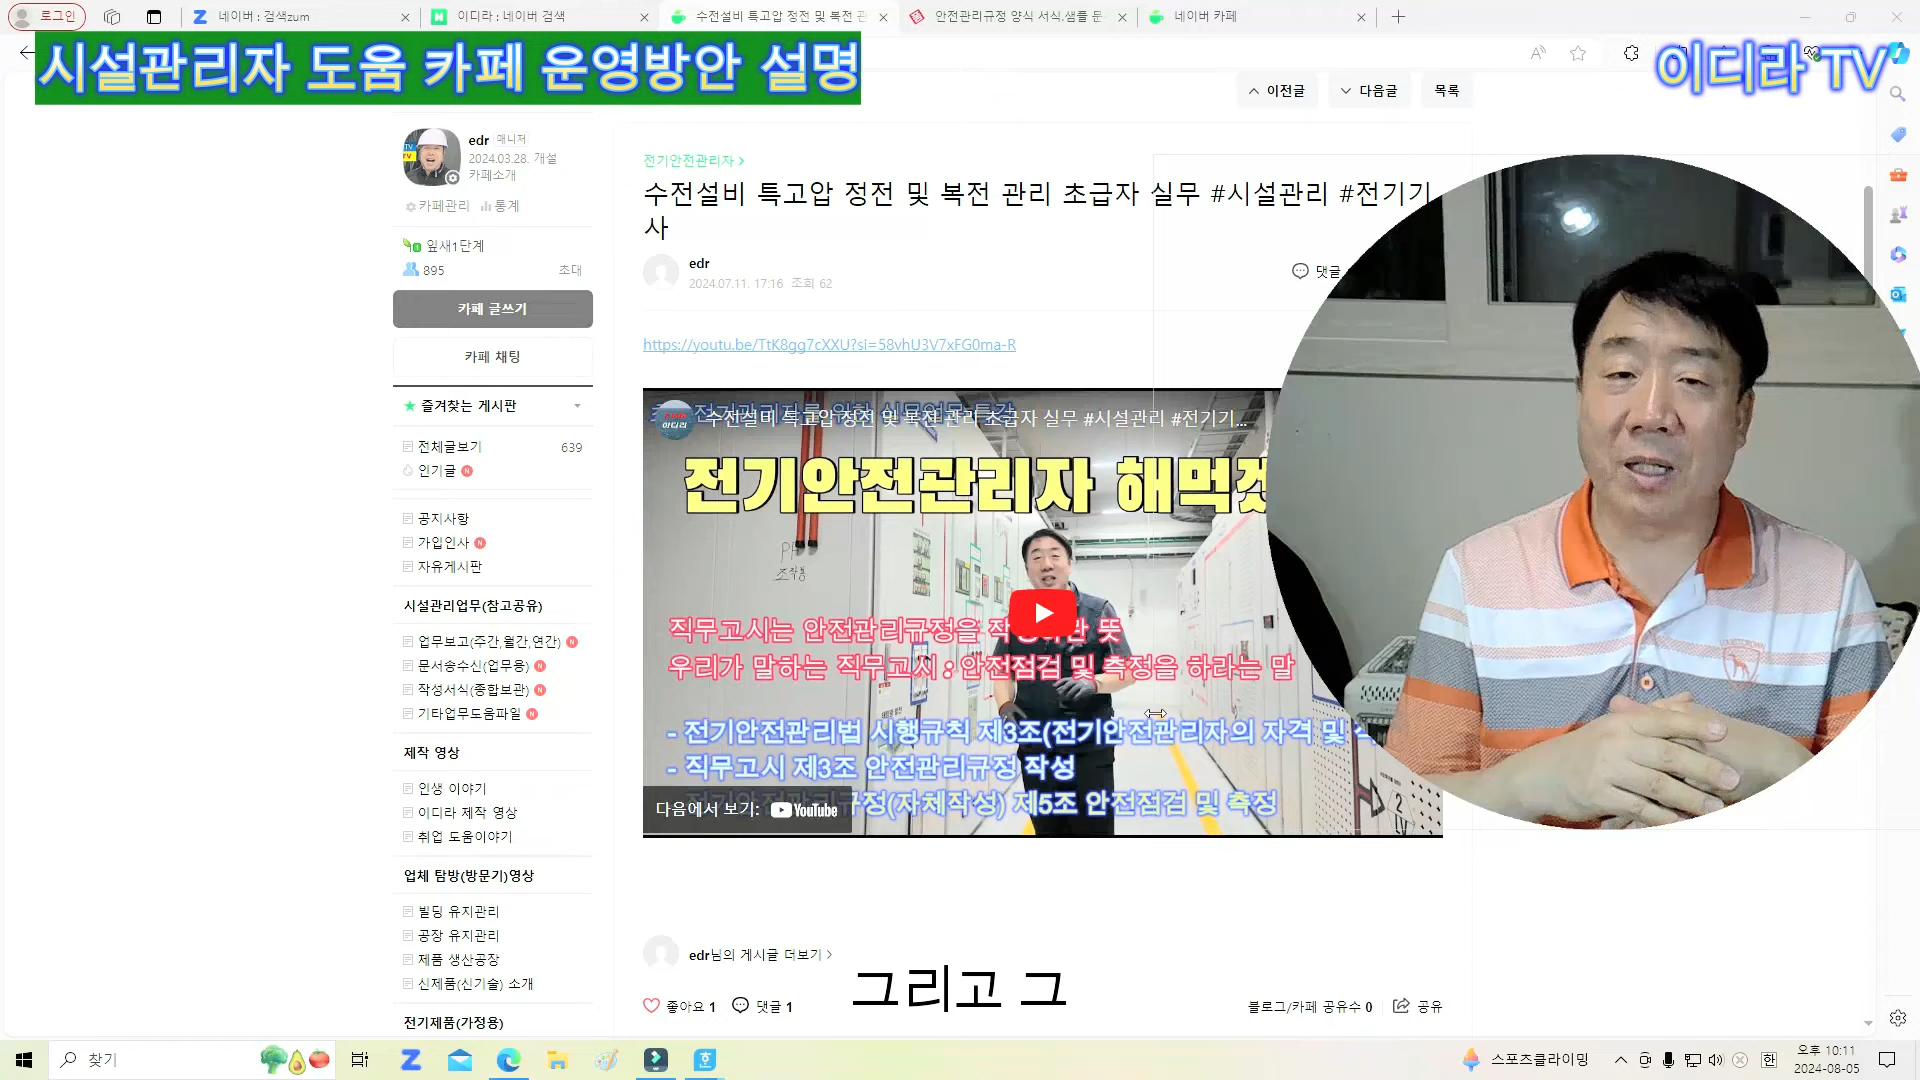 로그인
네이버 : 검색zum
이디라 : 네이버 검색
수전설비 특고압 정전 및 복전 관
안전관리규정 양식 서식,샘플 문
네이버 카페
시설관리자 도움 카페 운영방안 설명
이디라 TV
이전글
다음글
목록
edr 매니저
2024.03.28. 개설
카페소개
카페관리
통계
잎새1단계
895
초대
카페 글쓰기
카페 채팅
즐겨찾는 게시판
전체글보기 639
인기글 N
공지사항
가입인사 N
자유게시판
시설관리업무(참고공유)
업무보고(주간,월간,연간) N
문서송수신(업무용) N
작성서식(종합보관) N
기타업무도움파일 N
제작 영상
인생 이야기
이디라 제작 영상
취업 도움이야기
업체 탐방(방문기)영상
빌딩 유지관리
공장 유지관리
제품 생산공장
신제품(신기술) 소개
전기제품(가정용)
전기안전관리자 >
수전설비 특고압 정전 및 복전 관리 초급자 실무 #시설관리 #전기기
사
edr
2024.07.11. 17:16 조회 62
댓글
https://youtu.be/TtK8gg7cXXU?si=58vhU3V7xFG0ma-R
수전설비 특고압 정전 및 복전 관리 초급자 실무 #시설관리 #전기기...
전기안전관리자 해먹겠
조작봉
직무고시는 안전관리규정을 작 뜻
우리가 말하는 직무고시 : 안전점검 및 측정을 하라는 말
- 전기안전관리법 시행규칙 제3조(전기안전관리자의 자격 및
- 직무고시 제3조 안전관리규정 작성
규정(자체작성) 제5조 안전점검 및 측정
다음에서 보기: YouTube
edr님의 게시글 더보기 >
좋아요 1
댓글 1
블로그/카페 공유수 0
공유
그리고 그
찾기
스포츠클라이밍
한
오후 10:11
2024-08-05